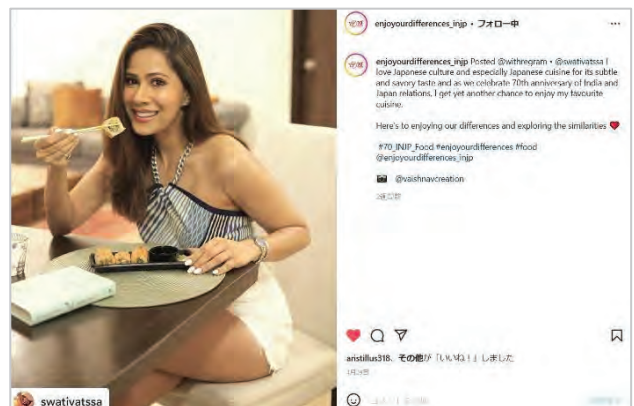 enjoyourdifferences_injp • フォロー中
enjoyourdifferences_injp Posted @withregram • @swativatssa I
love Japanese culture and especially Japanese cuisine for its subtle
and savory taste and as we celebrate 70th anniversary of India and
Japan relations, I get yet another chance to enjoy my favourite
cuisine.
Here's to enjoying our differences and exploring the similarities
#70_INJP_Food #enjoyourdifferences #food
@enjoyourdifferences_injp
@vaishnavcreation
aristillus318、その他が「いいね！」しました
swativatssa